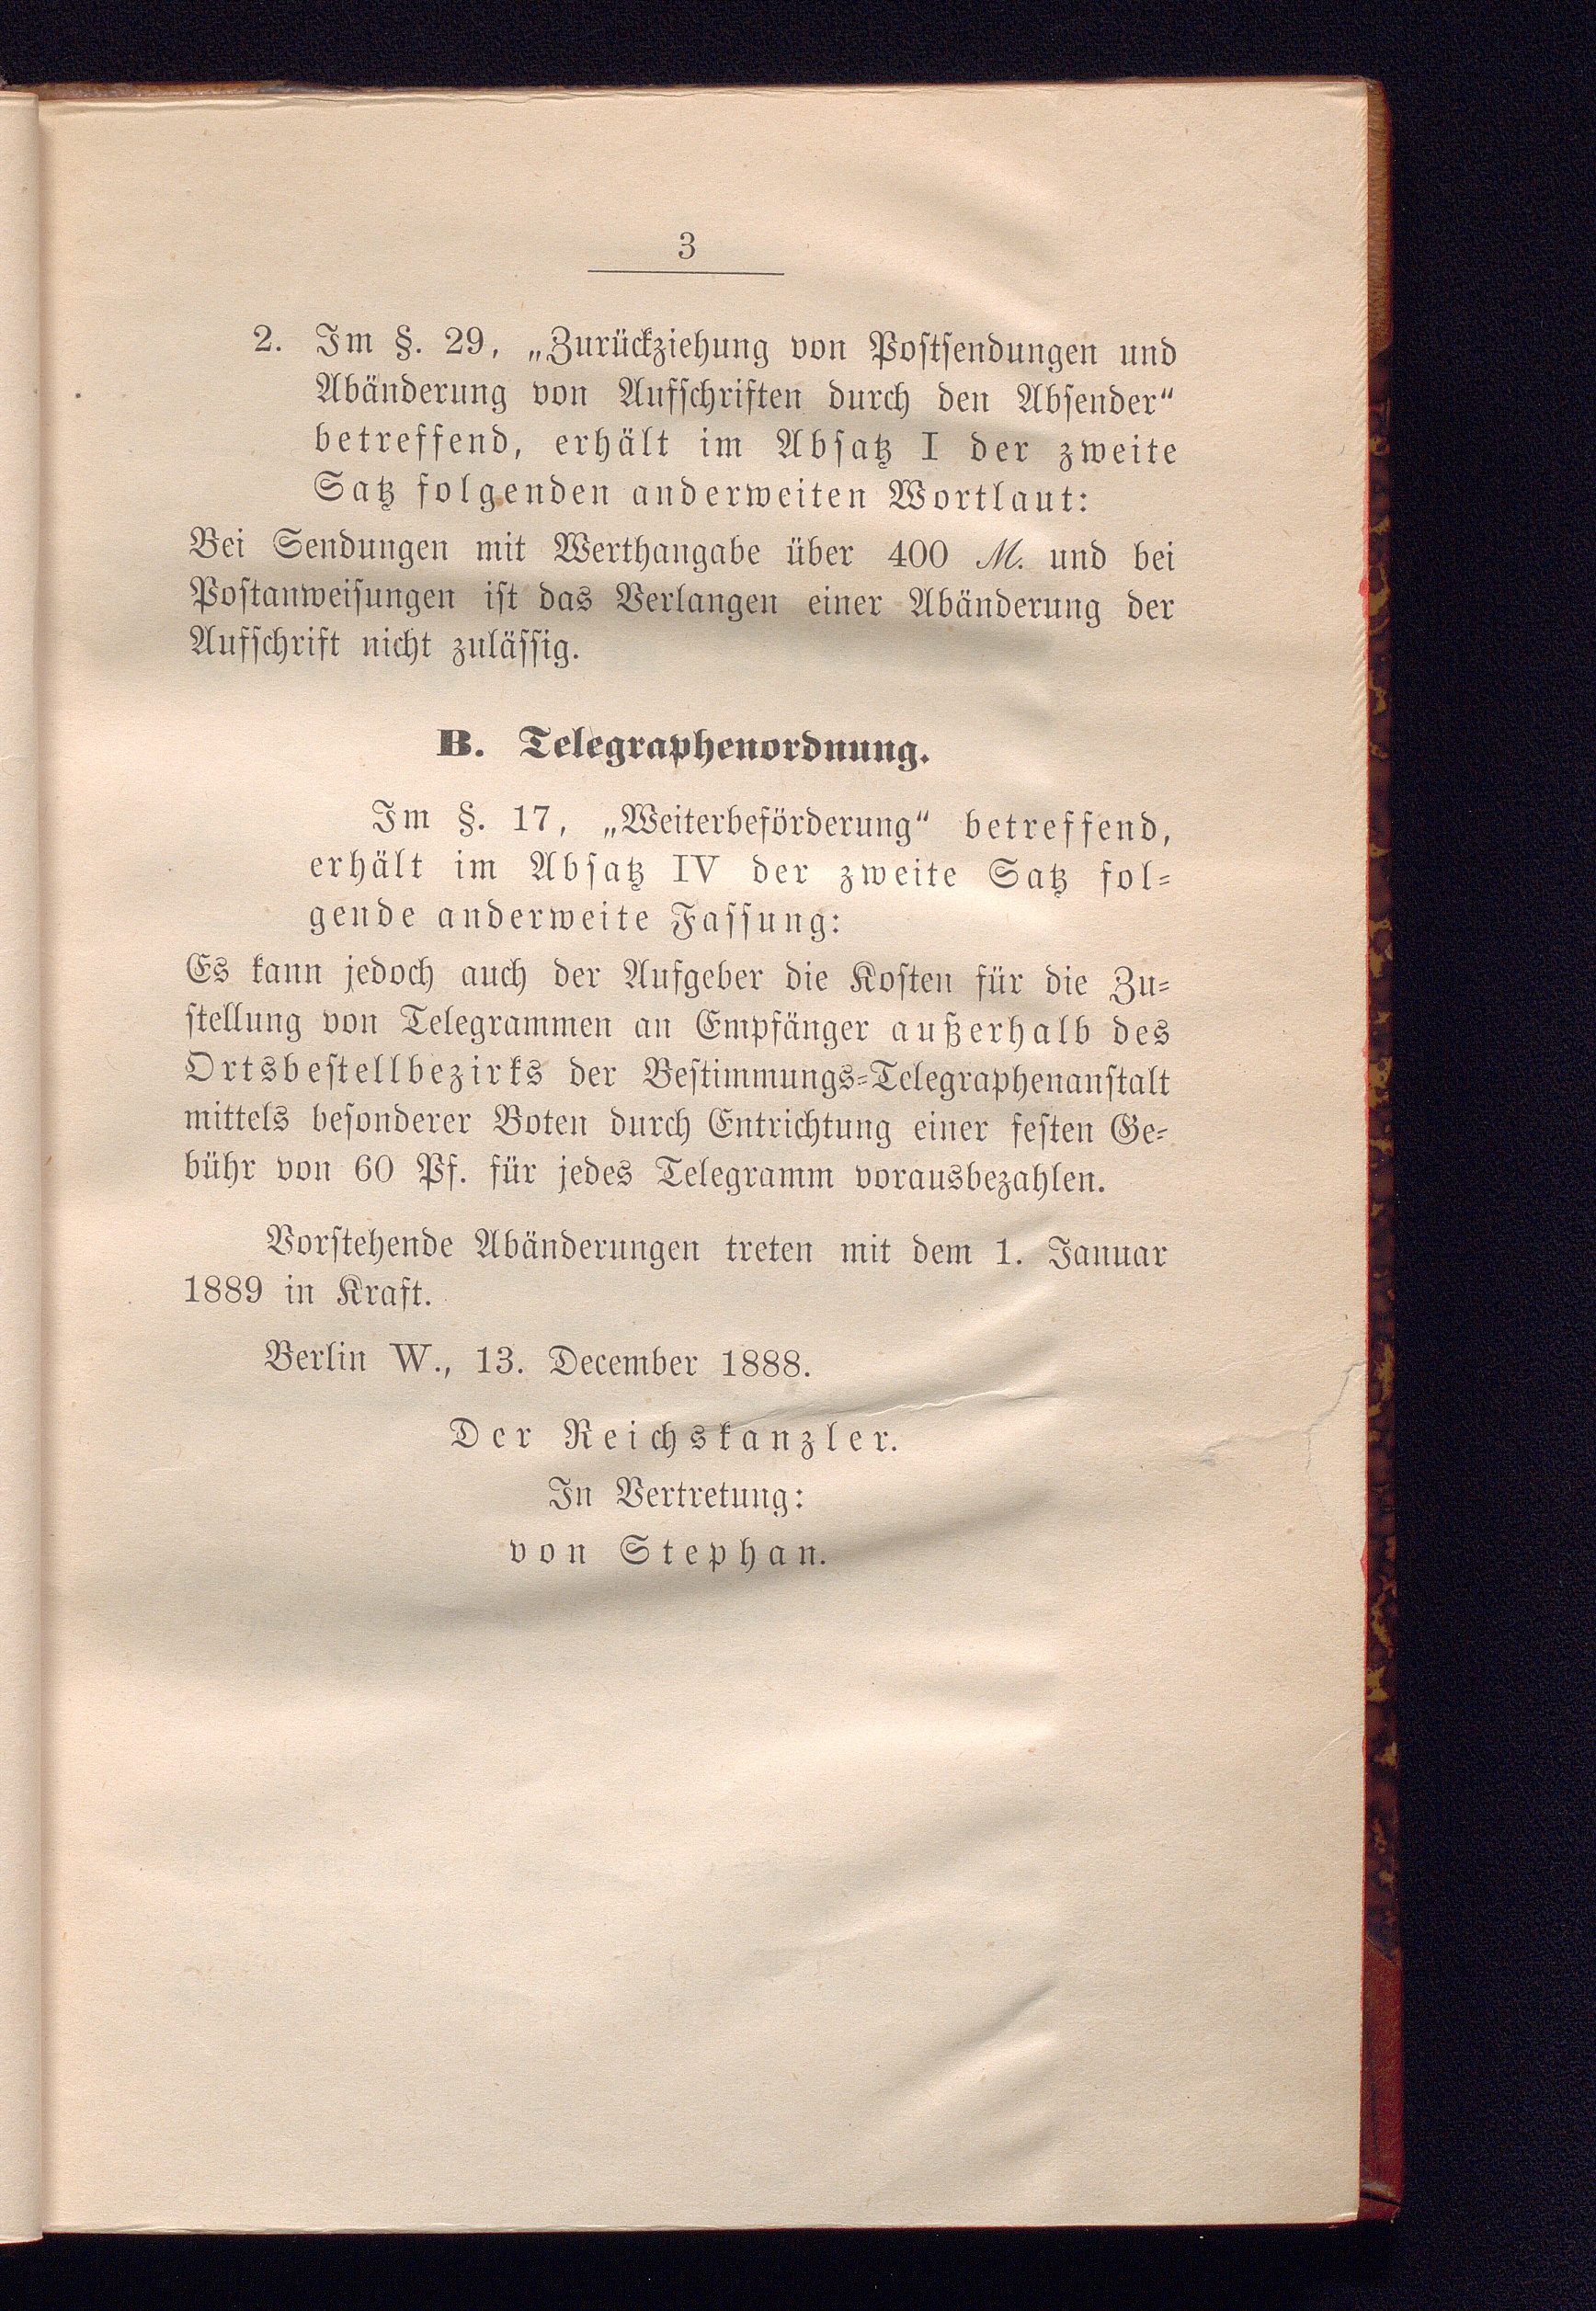 3
2. Im §. 29, „Zurückziehung von Postsendungen und
Abänderung von Aufschriften durch den Absender“
betreffend, erhält im Absatz I der zweite
Satz folgenden anderweiten Wortlaut:
Bei Sendungen mit Werthangabe über 400 M. und bei
Postanweisungen ist das Verlangen einer Abänderung der
Aufschrift nicht zulässig.
B. Telegraphenordnung.
Im §. 17, „Weiterbeförderung“ betreffend,
erhält im Absatz IV der zweite Satz fol-
gende anderweite Fassung:
Es kann jedoch auch der Aufgeber die Kosten für die Zu-
stellung von Telegrammen an Empfänger außerhalb des
Ortsbestellbezirks der Bestimmungs-Telegraphenanstalt
mittels besonderer Boten durch Entrichtung einer festen Ge-
bühr von 60 Pf. für jedes Telegramm vorausbezahlen.
Vorstehende Abänderungen treten mit dem 1. Januar
1889 in Kraft.
Berlin W., 13. December 1888.
Der Reichskanzler.
In Vertretung:
von Stephan.